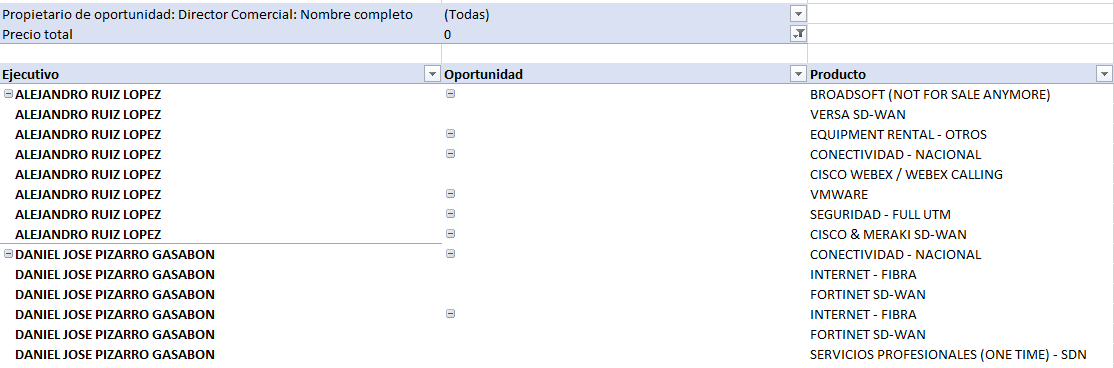 Propietario de oportunidad: Director Comercial: Nombre completo (Todas)
Precio total 0
Ejecutivo Oportunidad Producto
ALEJANDRO RUIZ LOPEZ BROADSOFT (NOT FOR SALE ANYMORE)
ALEJANDRO RUIZ LOPEZ VERSA SD-WAN
ALEJANDRO RUIZ LOPEZ EQUIPMENT RENTAL - OTROS
ALEJANDRO RUIZ LOPEZ CONECTIVIDAD - NACIONAL
ALEJANDRO RUIZ LOPEZ CISCO WEBEX / WEBEX CALLING
ALEJANDRO RUIZ LOPEZ VMWARE
ALEJANDRO RUIZ LOPEZ SEGURIDAD - FULL UTM
ALEJANDRO RUIZ LOPEZ CISCO & MERAKI SD-WAN
DANIEL JOSE PIZARRO GASABON CONECTIVIDAD - NACIONAL
DANIEL JOSE PIZARRO GASABON INTERNET - FIBRA
DANIEL JOSE PIZARRO GASABON FORTINET SD-WAN
DANIEL JOSE PIZARRO GASABON INTERNET - FIBRA
DANIEL JOSE PIZARRO GASABON FORTINET SD-WAN
DANIEL JOSE PIZARRO GASABON SERVICIOS PROFESIONALES (ONE TIME) - SDN